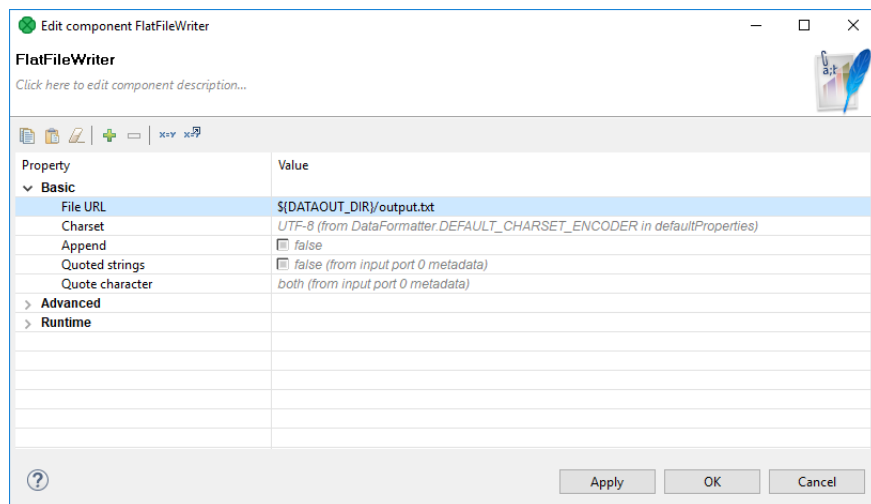 Edit component FlatFileWriter
FlatFileWriter
Click here to edit component description...
a;b
x=y x=y
Property Value
Basic
File URL ${DATAOUT_DIR}/output.txt
Charset UTF-8 (from DataFormatter.DEFAULT_CHARSET_ENCODER in defaultProperties)
Append false
Quoted strings false (from input port 0 metadata)
Quote character both (from input port 0 metadata)
Advanced
Runtime
?
Apply OK Cancel